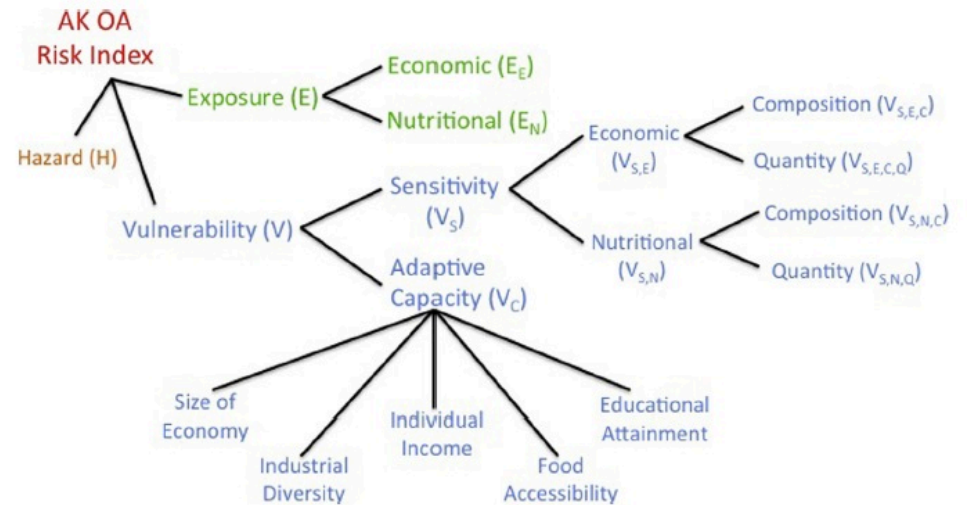 AK OA
Risk Index
Exposure (E)
Economic (E_E)
Nutritional (E_N)
Hazard (H)
Vulnerability (V)
Sensitivity
(V_S)
Adaptive
Capacity (V_C)
Economic
(V_S,E)
Nutritional
(V_S,N)
Composition (V_S,E,C)
Quantity (V_S,E,C,Q)
Composition (V_S,N,C)
Quantity (V_S,N,Q)
Size of
Economy
Industrial
Diversity
Individual
Income
Food
Accessibility
Educational
Attainment